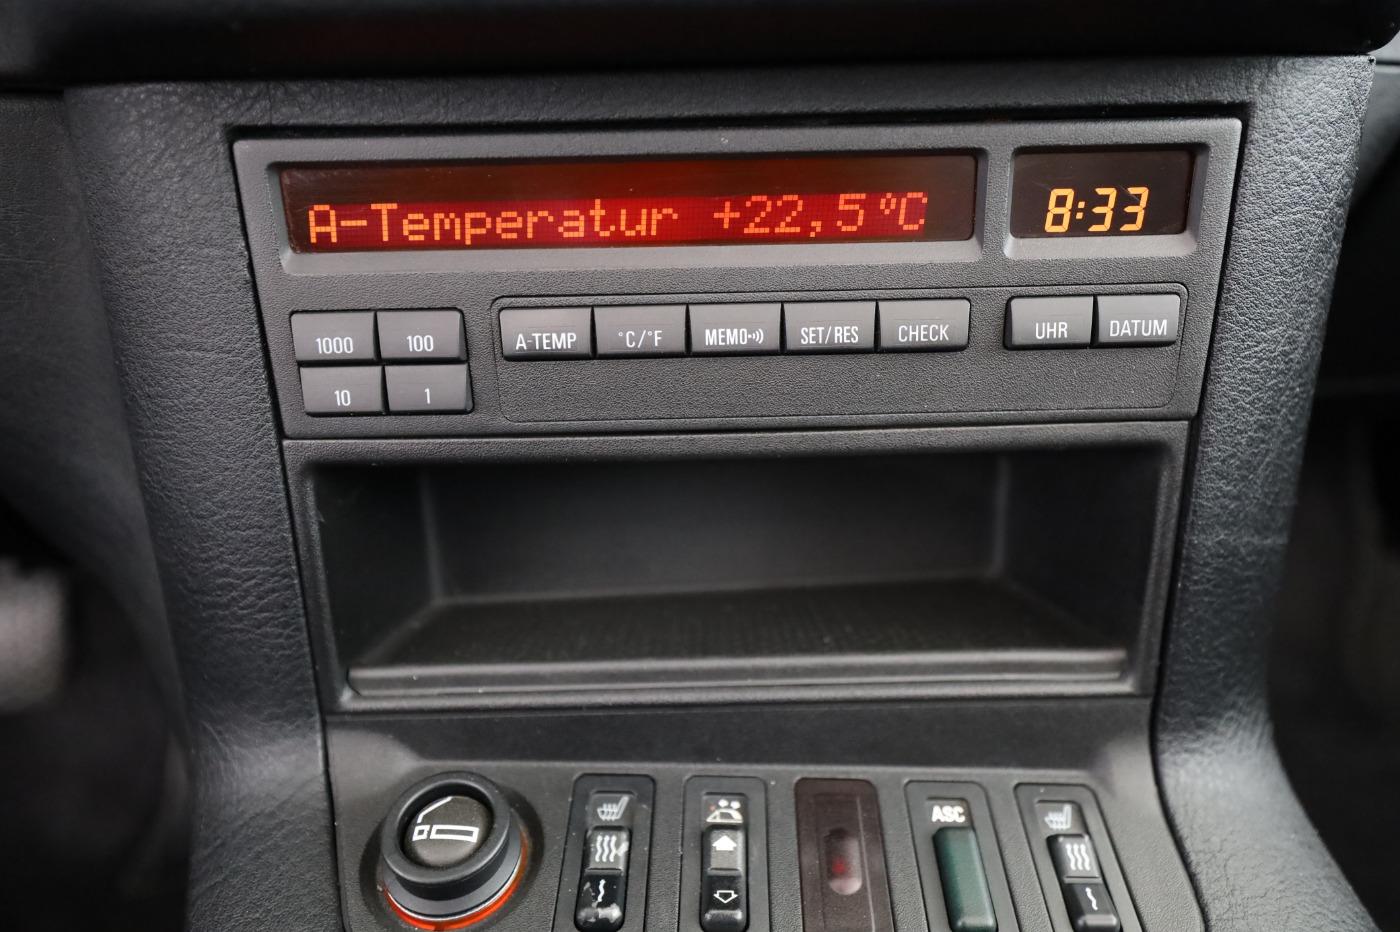 A-Temperatur +22,5°C
8:33
1000
100
10
1
A-TEMP
°C/°F
MEMO
SET/RES
CHECK
UHR
DATUM
ASC